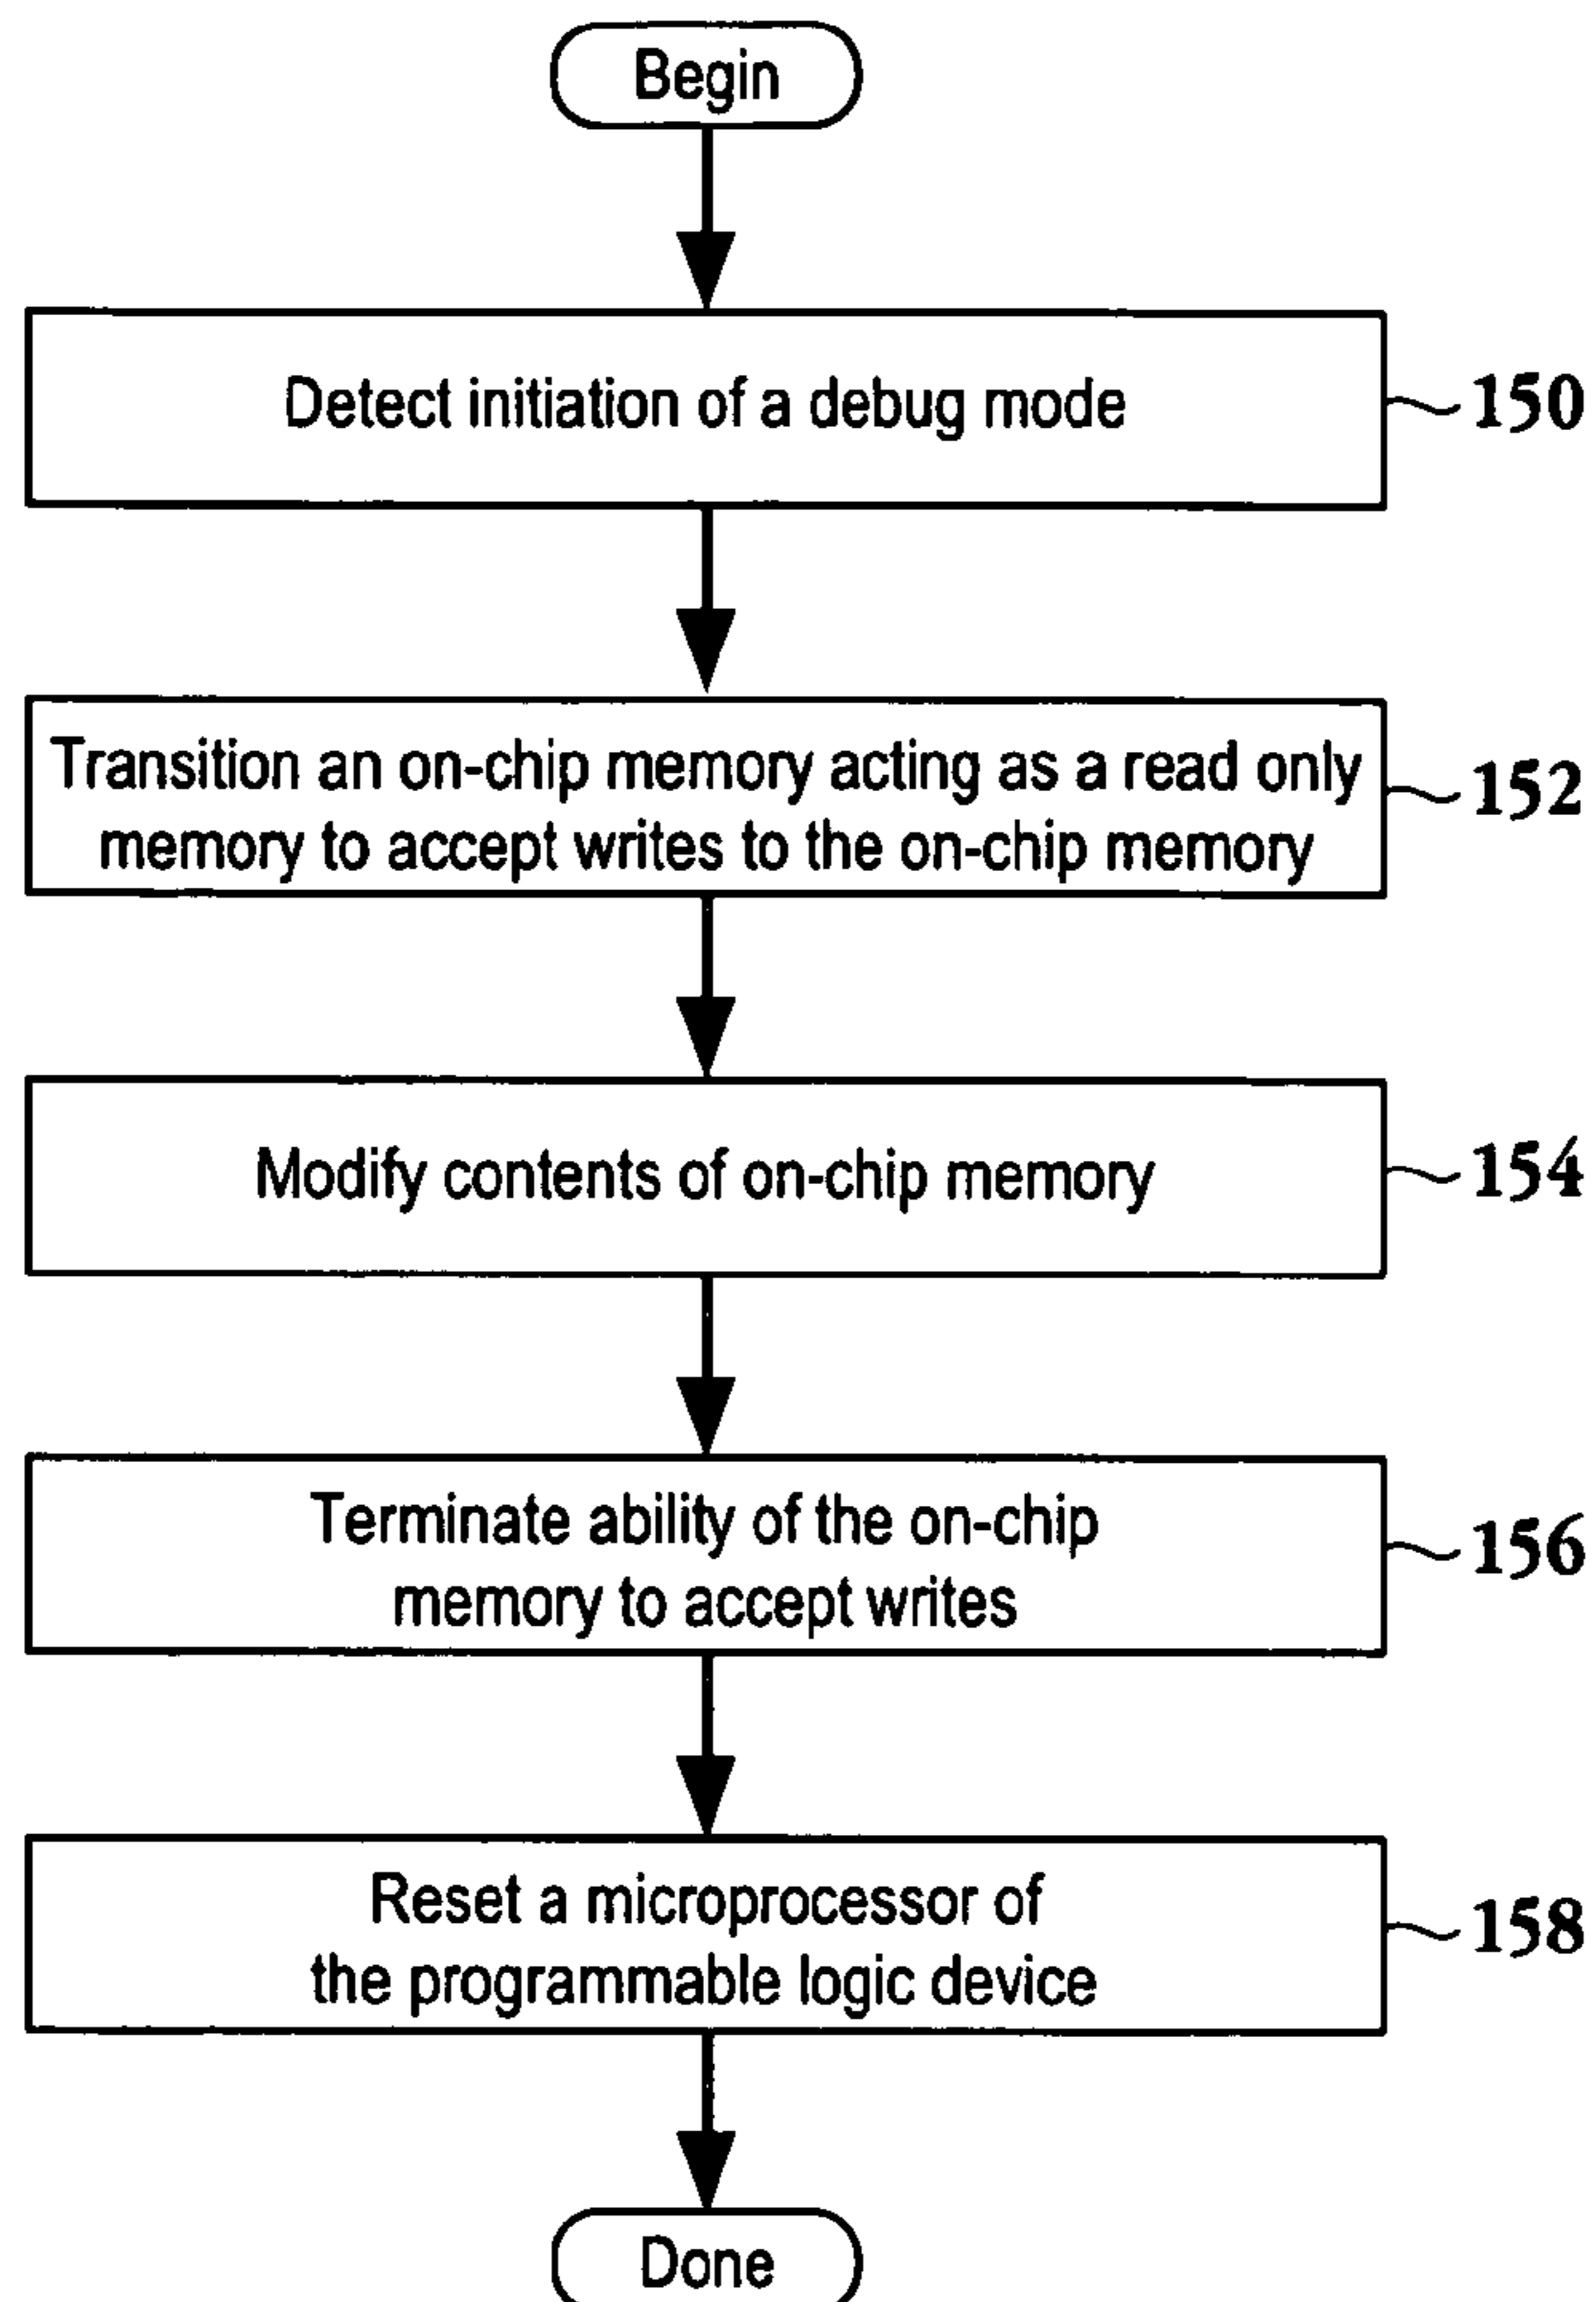 Begin
Detect initiation of a debug mode
150
Transition an on-chip memory acting as a read only
memory to accept writes to the on-chip memory
152
Modify contents of on-chip memory
154
Terminate ability of the on-chip
memory to accept writes
156
Reset a microprocessor of
the programmable logic device
158
Done